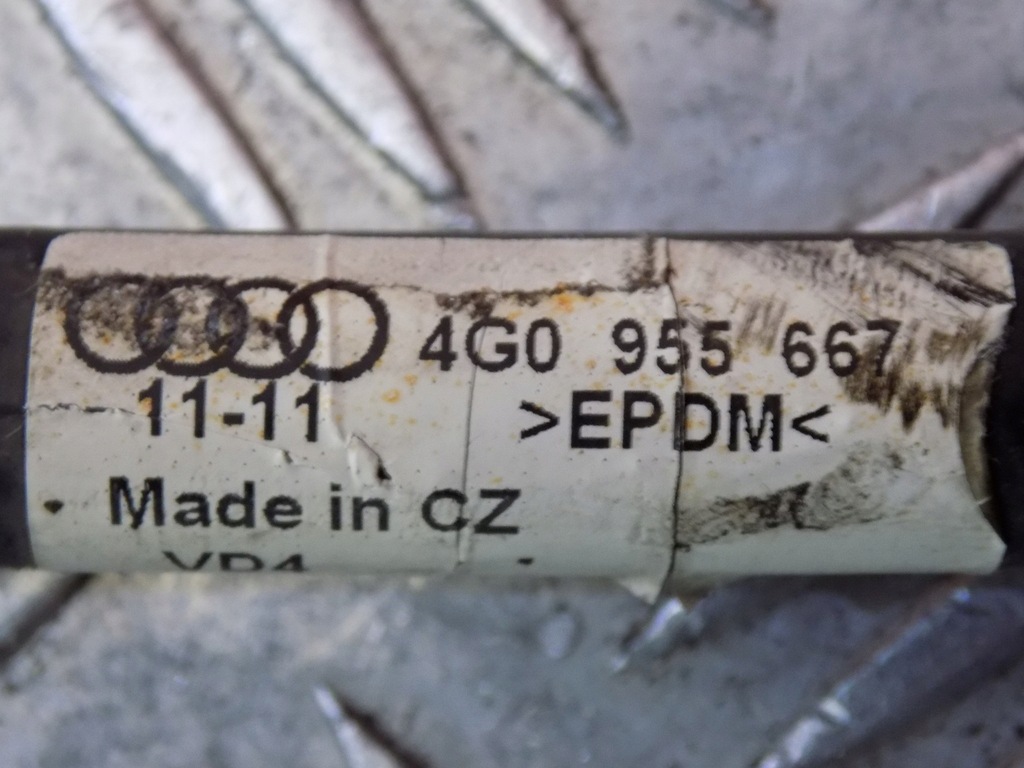 4G0 955 667
11-11 >EPDM<
Made in CZ